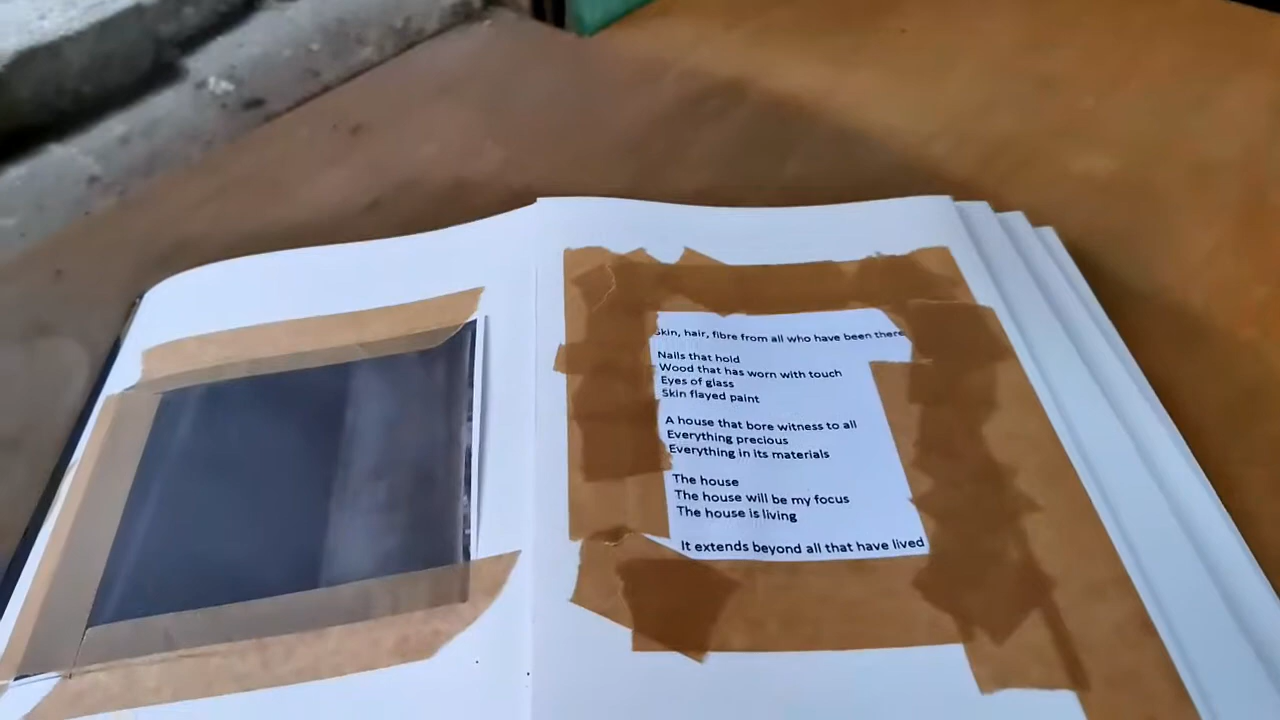 Skin, hair, fibre from all who have been there
Nails that hold
Wood that has worn with touch
Eyes of glass
Skin flayed paint
A house that bore witness to all
Everything precious
Everything in its materials
The house
The house will be my focus
The house is living
It extends beyond all that have lived